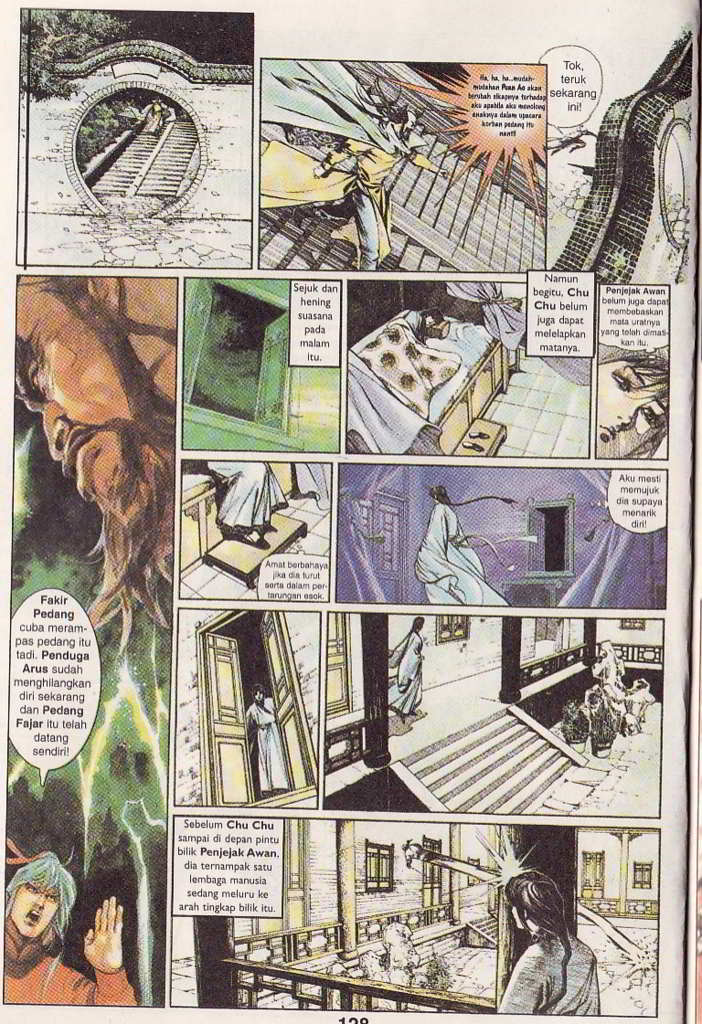 Ha, ha, ha...mudah-
mudahan Puan Ao akan
berubah sikapnya terhadap
aku apabila aku menolong
anaknya dalam upacara
korban pedang itu
nanti!
Tok,
teruk
sekarang
ini!
Fakir
Pedang
cuba meram-
pas pedang itu
tadi. Penduga
Arus sudah
menghilangkan
diri sekarang
dan Pedang
Fajar itu telah
datang
sendiri!
Sejuk dan
hening
suasana
pada
malam
itu.
Namun
begitu, Chu
Chu belum
juga dapat
melelapkan
matanya.
Penjejak Awan
belum juga dapat
membebaskan
mata uratnya
yang telah dimati-
kan itu.
Amat berbahaya
jika dia turut
serta dalam per-
tarungan esok.
Aku mesti
memujuk
dia supaya
menarik
diri!
Sebelum Chu Chu
sampai di depan pintu
bilik Penjejak Awan,
dia ternampak satu
lembaga manusia
sedang meluru ke
arah tingkap bilik itu.
128